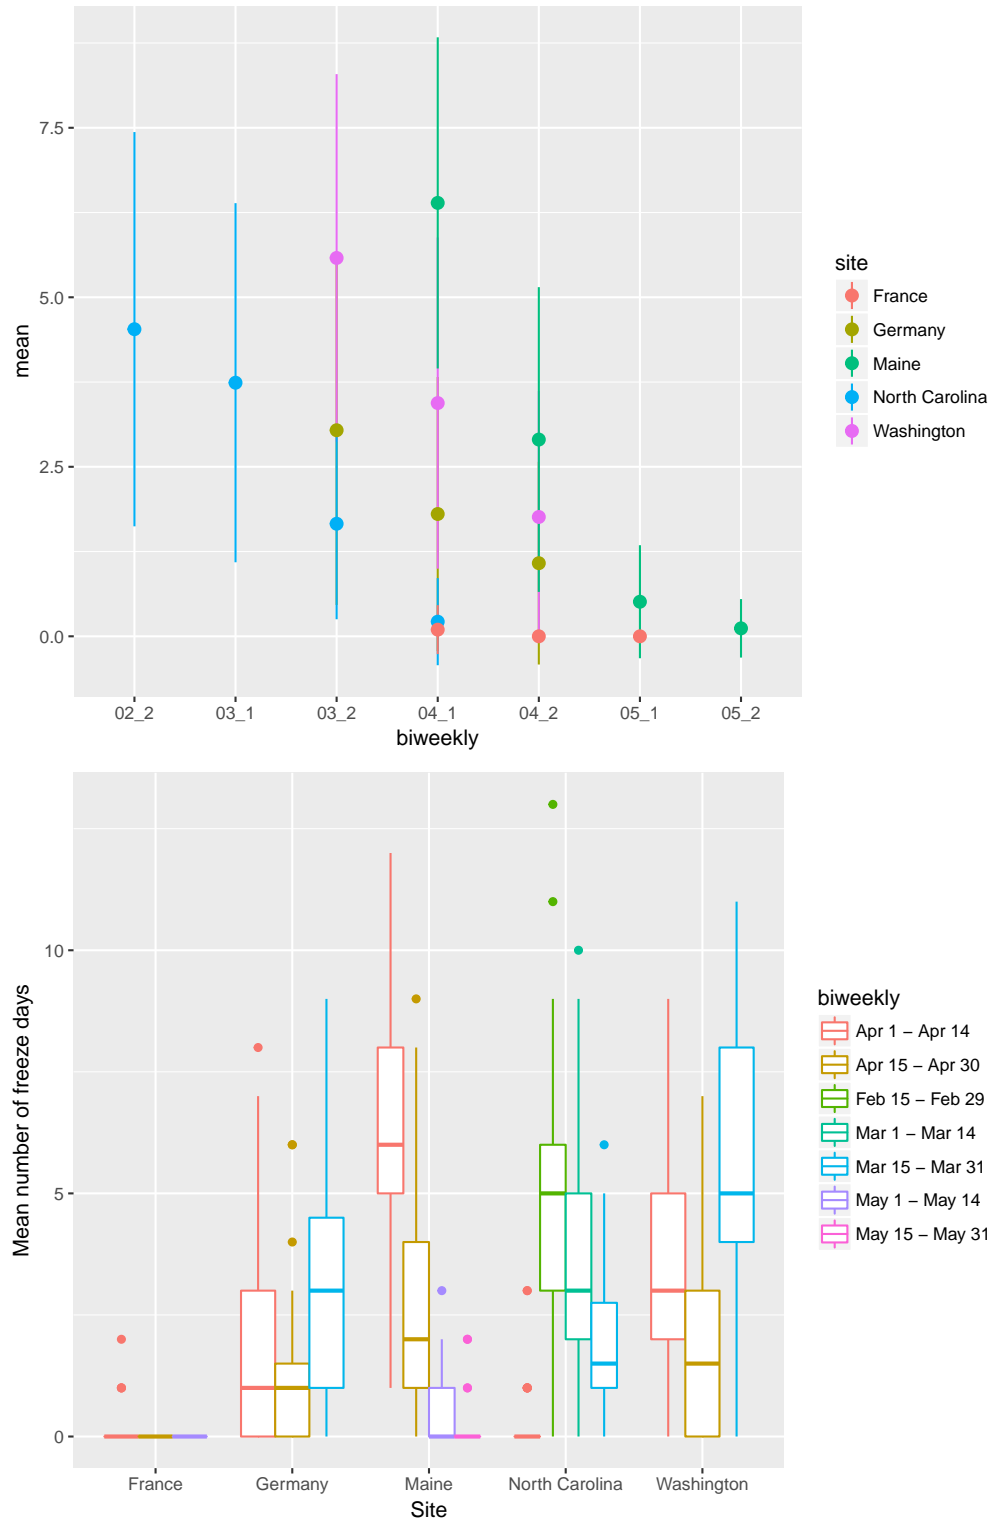 7.5
5.0
2.5
0.0
mean
02_2 03_1 03_2 04_1 04_2 05_1 05_2
biweekly
site
France
Germany
Maine
North Carolina
Washington
10
5
0
Mean number of freeze days
France Germany Maine North Carolina Washington
Site
biweekly
Apr 1 − Apr 14
Apr 15 − Apr 30
Feb 15 − Feb 29
Mar 1 − Mar 14
Mar 15 − Mar 31
May 1 − May 14
May 15 − May 31